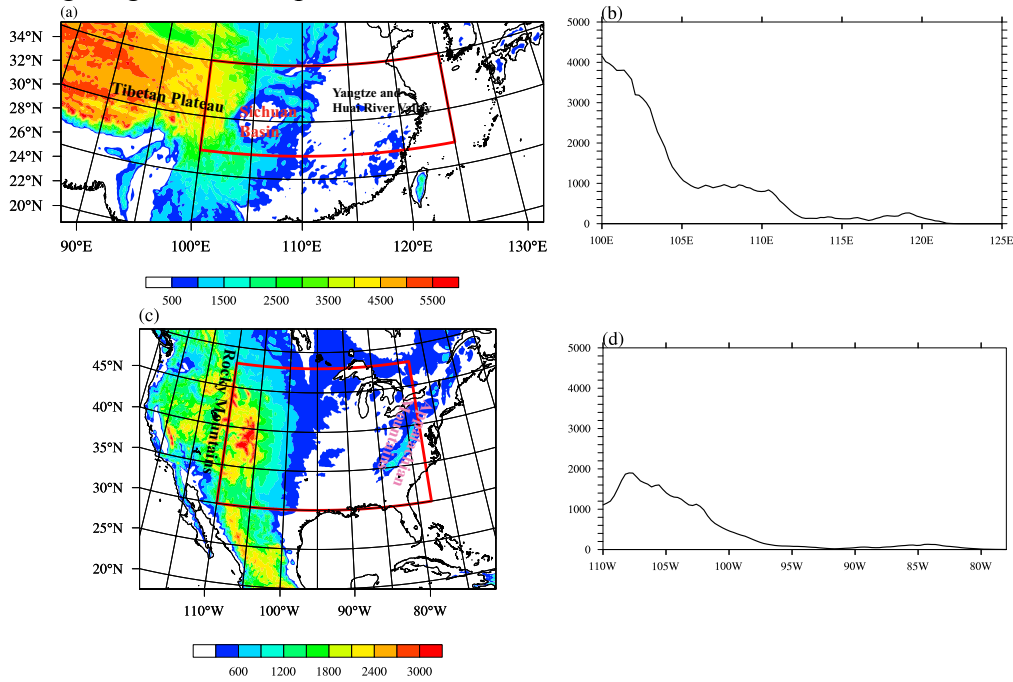 (a)
34°N
32°N
30°N
28°N
26°N
24°N
22°N
20°N
Tibetan Plateau
Sichuan
Basin
Yangtze and
Huai River Valley
90°E
100°E
110°E
120°E
130°E
500
1500
2500
3500
4500
5500
(b)
5000
4000
3000
2000
1000
0
100E
105E
110E
115E
120E
125E
(c)
45°N
40°N
35°N
30°N
25°N
20°N
Rocky Mountains
110°W
100°W
90°W
80°W
600
1200
1800
2400
3000
(d)
5000
4000
3000
2000
1000
0
110W
105W
100W
95W
90W
85W
80W